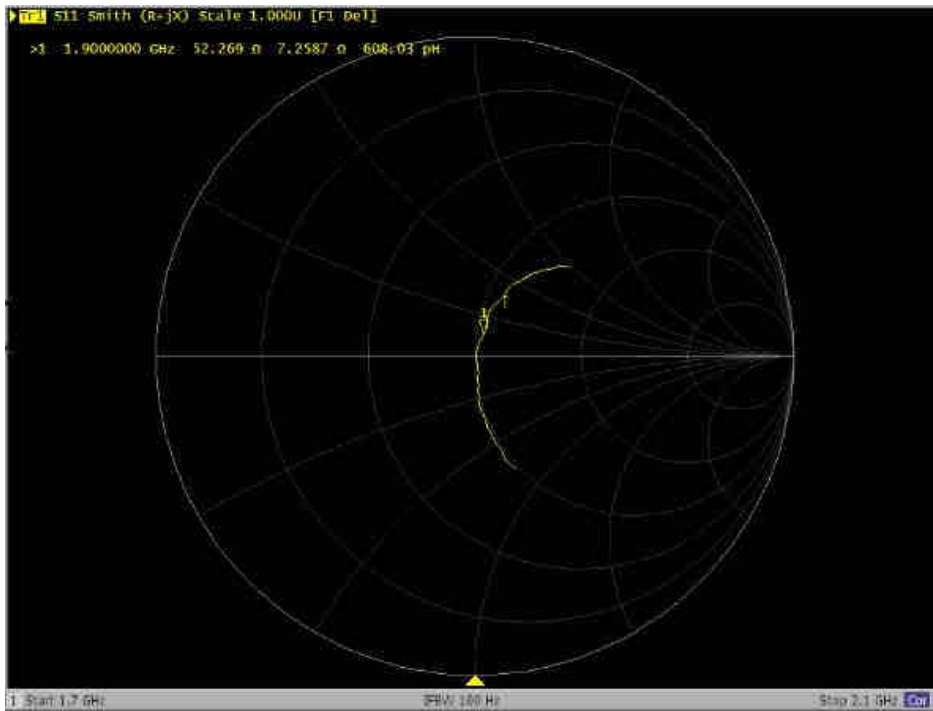 Tr1 S11 Smith (R+jX) Scale 1.000U [F1 Del]
>1 1.9000000 GHz 52.269 Ω 7.2587 Ω 608.03 pH
1
1 Start 1.7 GHz IFBW 100 Hz Stop 2.1 GHz Cor